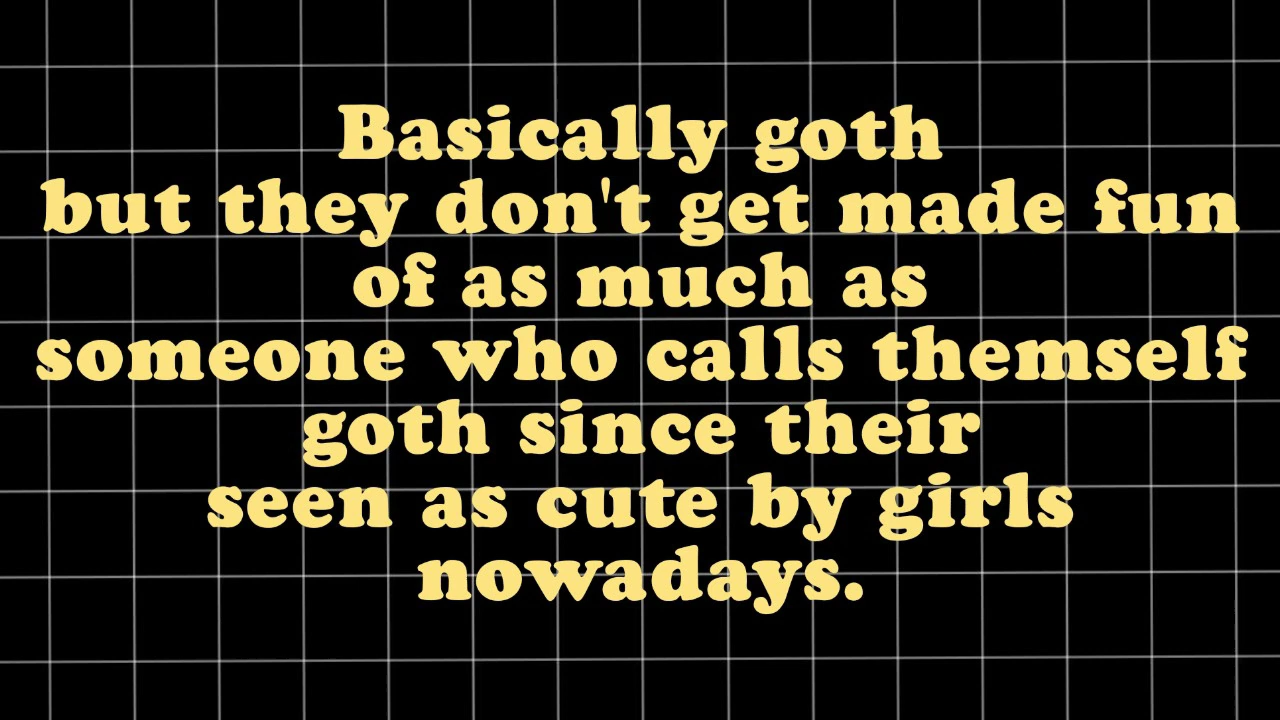 Basically goth
but they don't get made fun
of as much as
someone who calls themself
goth since their
seen as cute by girls
nowadays.